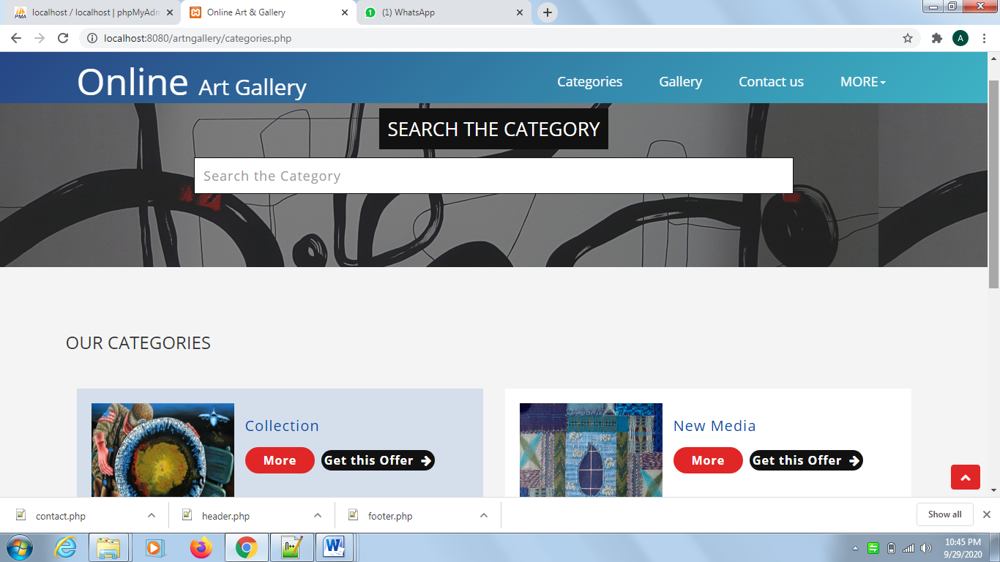 localhost / localhost | phpMyAdm
Online Art & Gallery
(1) WhatsApp
localhost:8080/artngallery/categories.php
A
Online Art Gallery
Categories
Gallery
Contact us
MORE
SEARCH THE CATEGORY
Search the Category
OUR CATEGORIES
Collection
More
Get this Offer
New Media
More
Get this Offer
contact.php
header.php
footer.php
Show all
10:45 PM
9/29/2020